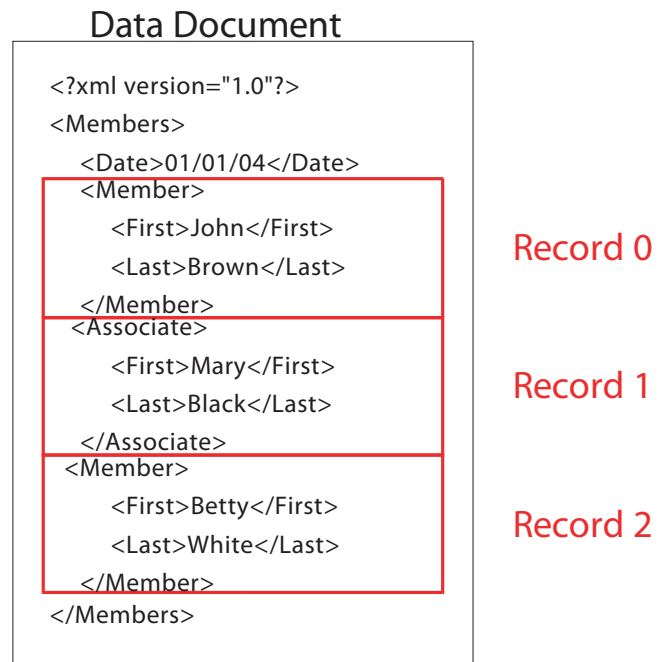 Data Document
<?xml version="1.0"?>
<Members>
<Date>01/01/04</Date>
<Member>
<First>John</First>
<Last>Brown</Last>
</Member>
Record 0
<Associate>
<First>Mary</First>
<Last>Black</Last>
</Associate>
Record 1
<Member>
<First>Betty</First>
<Last>White</Last>
</Member>
Record 2
</Members>